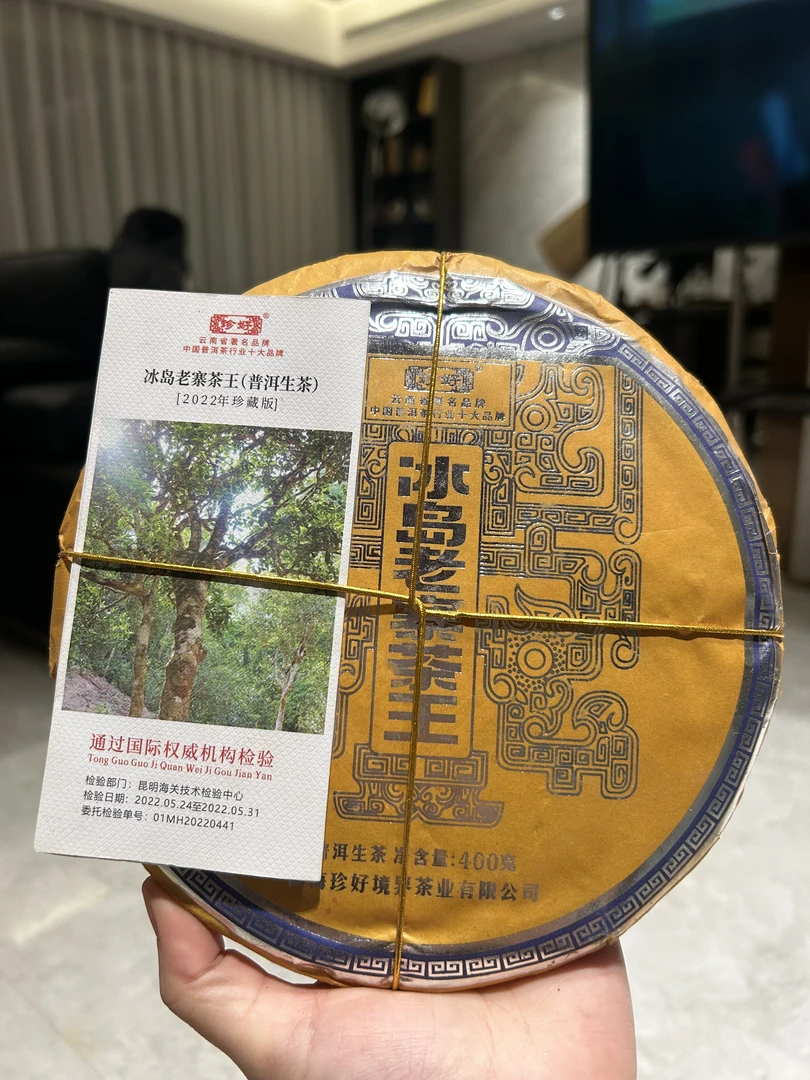 珍好®
云南省著名品牌
中国普洱茶行业十大品牌
冰岛老寨茶王(普洱生茶)
[2022年珍藏版]
通过国际权威机构检验
Tong Guo Guo Ji Quan Wei Ji Gou Jian Yan
检验部门：昆明海关技术检验中心
检验日期：2022.05.24至2022.05.31
委托检验单号：01MH20220441
珍好®
云南省著名品牌
中国普洱茶行业十大品牌
冰岛老寨茶王
洱生茶 净含量:400克
珍好境界茶业有限公司